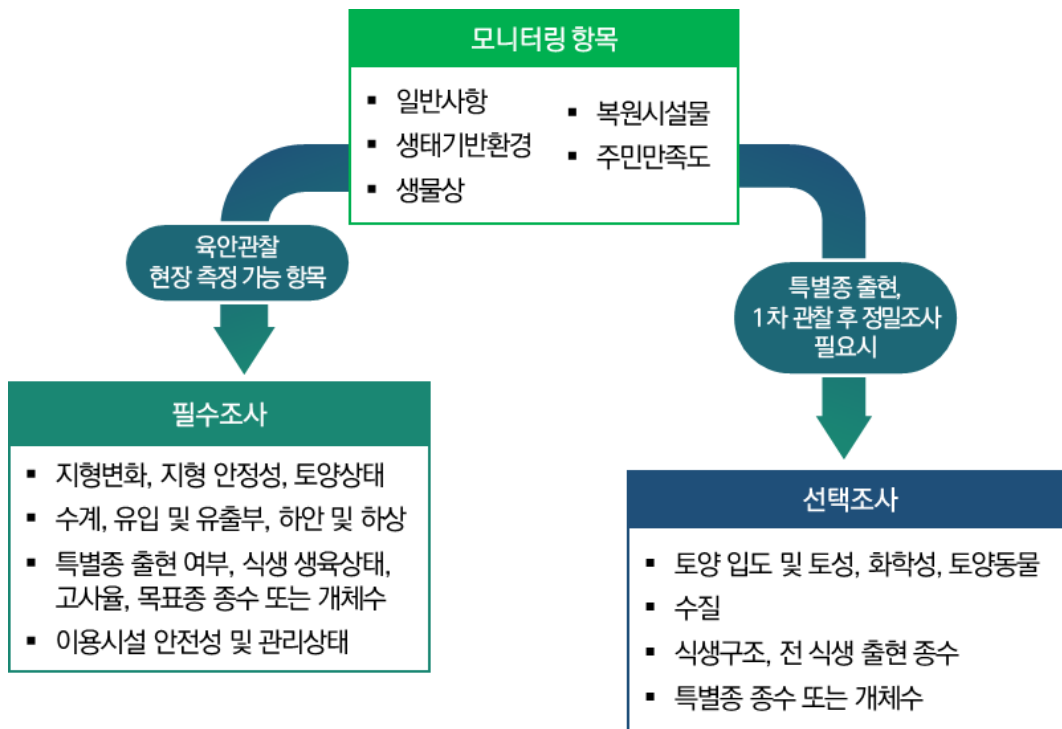 모니터링 항목
▪ 일반사항
▪ 생태기반환경
▪ 생물상
▪ 복원시설물
▪ 주민만족도
육안관찰
현장 측정 가능 항목
특별종 출현,
1차 관찰 후 정밀조사
필요시
필수조사
▪ 지형변화, 지형 안정성, 토양상태
▪ 수계, 유입 및 유출부, 하안 및 하상
▪ 특별종 출현 여부, 식생 생육상태,
고사율, 목표종 종수 또는 개체수
▪ 이용시설 안전성 및 관리상태
선택조사
▪ 토양 입도 및 토성, 화학성, 토양동물
▪ 수질
▪ 식생구조, 전 식생 출현 종수
▪ 특별종 종수 또는 개체수